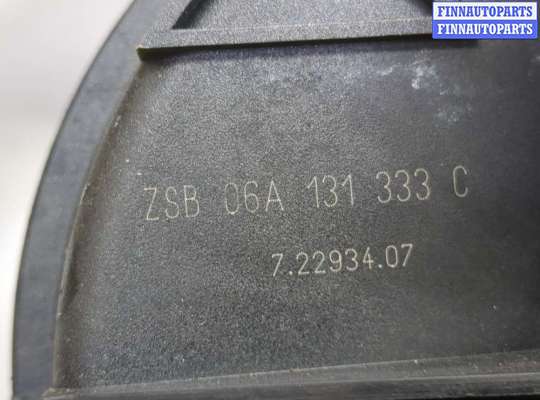 FINNAUTOPARTS
FINNAUTOPARTS
ZSB 06A 131 333 C
7.22934.07